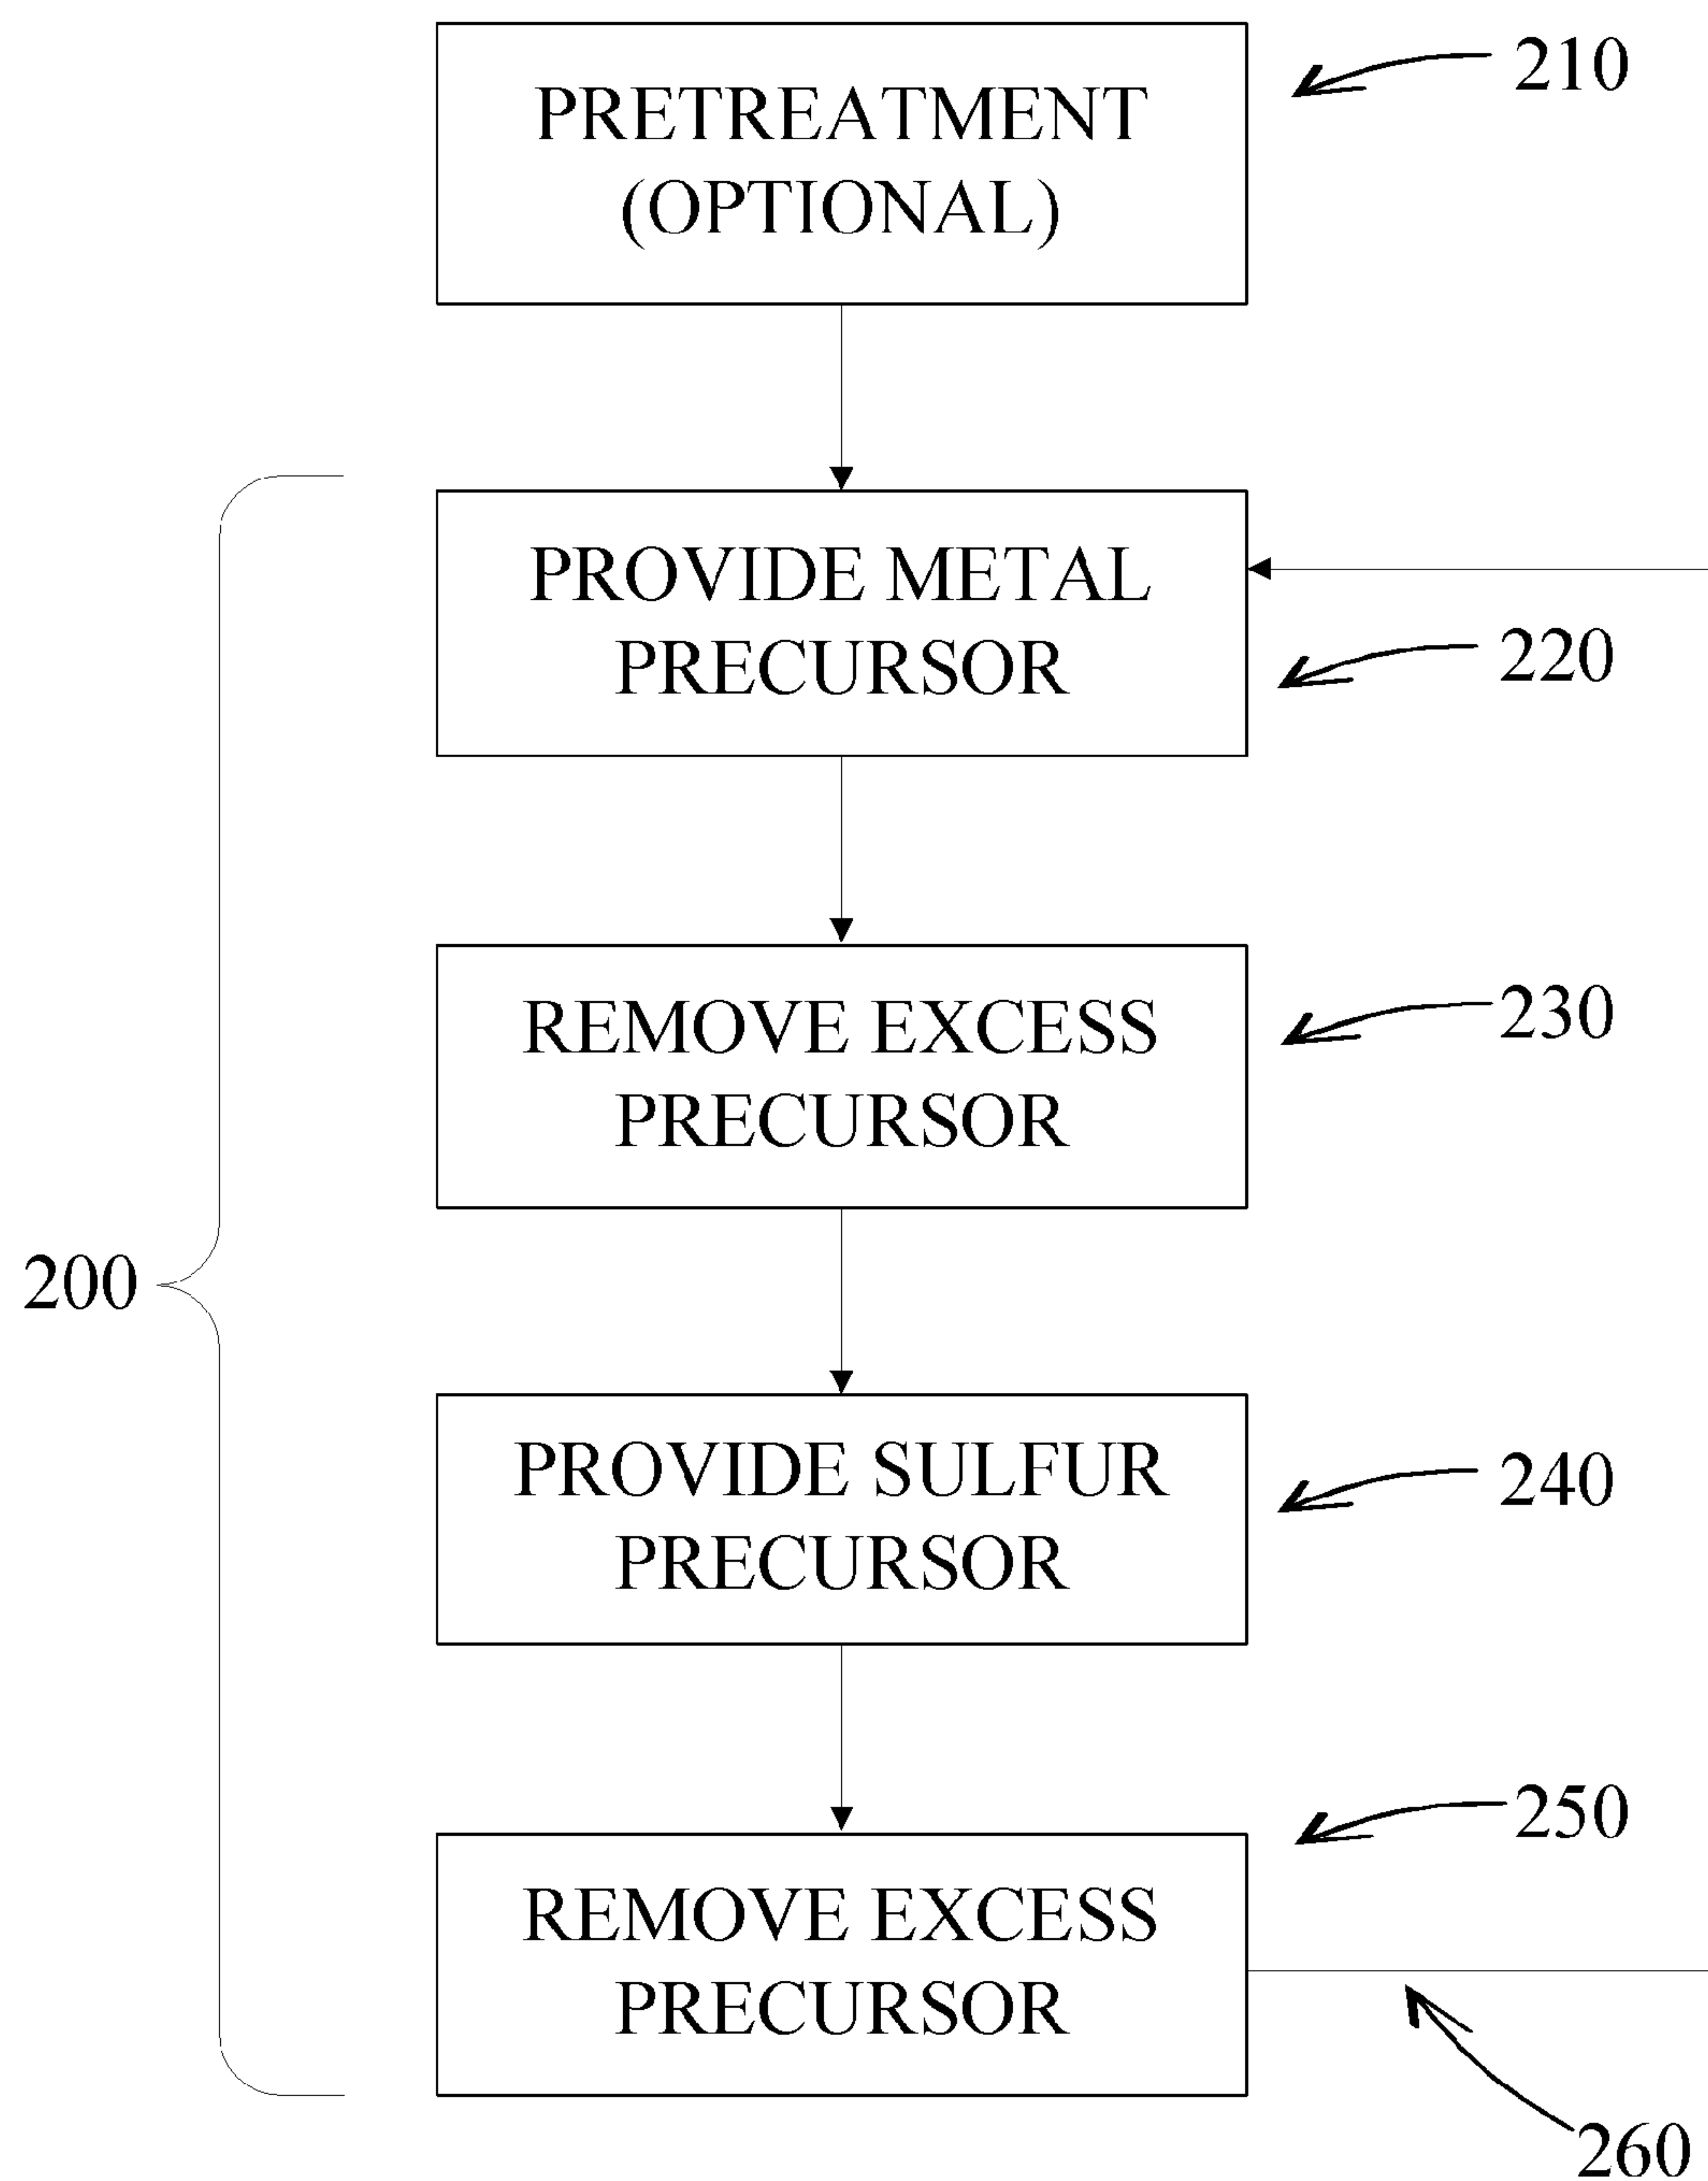 PRETREATMENT
(OPTIONAL)
210
PROVIDE METAL
PRECURSOR
220
REMOVE EXCESS
PRECURSOR
230
200
PROVIDE SULFUR
PRECURSOR
240
REMOVE EXCESS
PRECURSOR
250
260